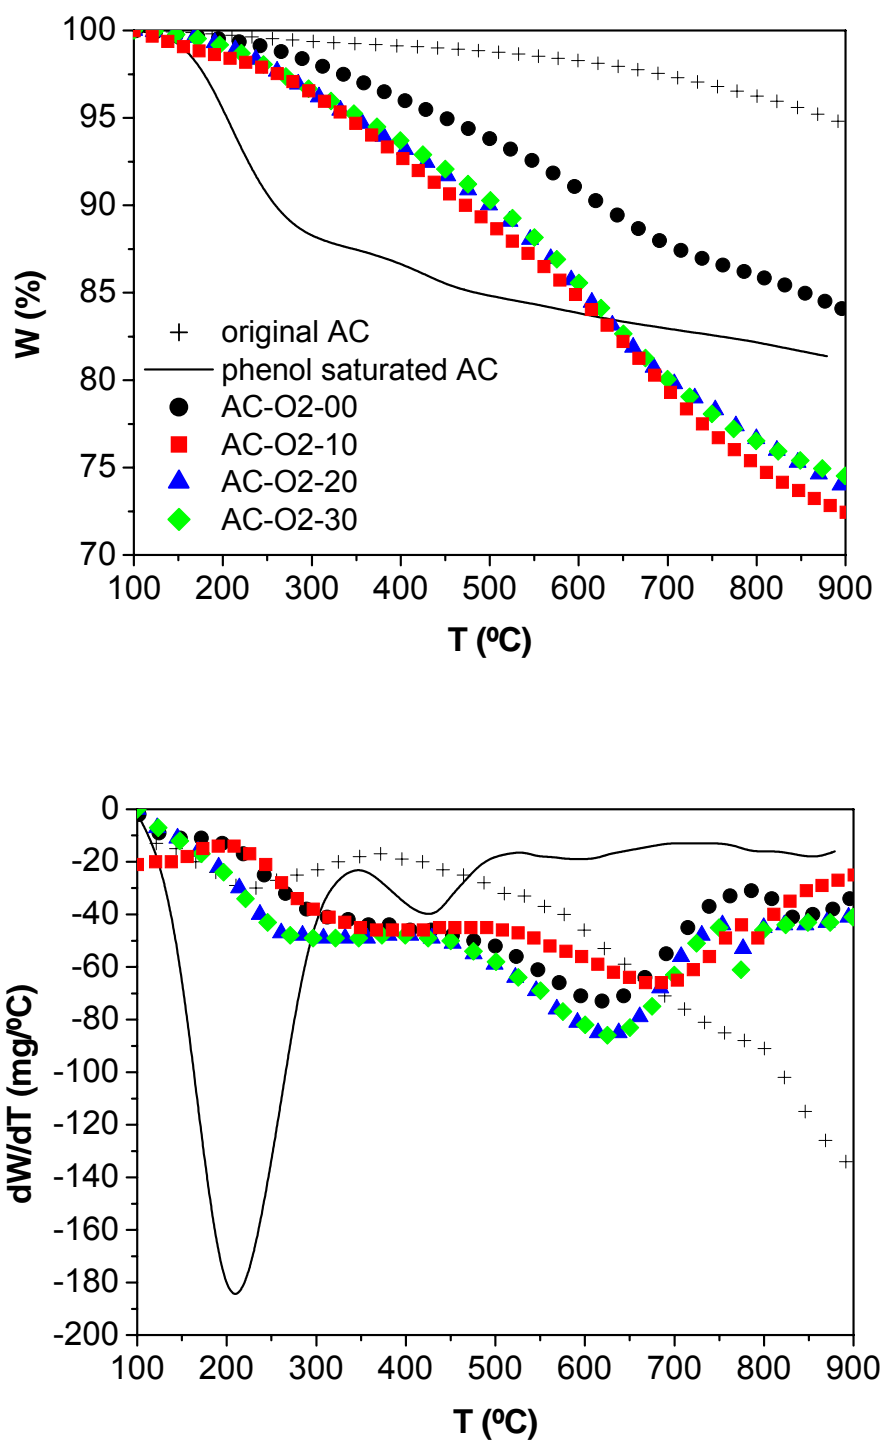 100
95
90
85
80
75
70
W (%)
original AC
phenol saturated AC
AC-O2-00
AC-O2-10
AC-O2-20
AC-O2-30
100 200 300 400 500 600 700 800 900
T (ºC)
0
-20
-40
-60
-80
-100
-120
-140
-160
-180
-200
dW/dT (mg/ºC)
100 200 300 400 500 600 700 800 900
T (ºC)